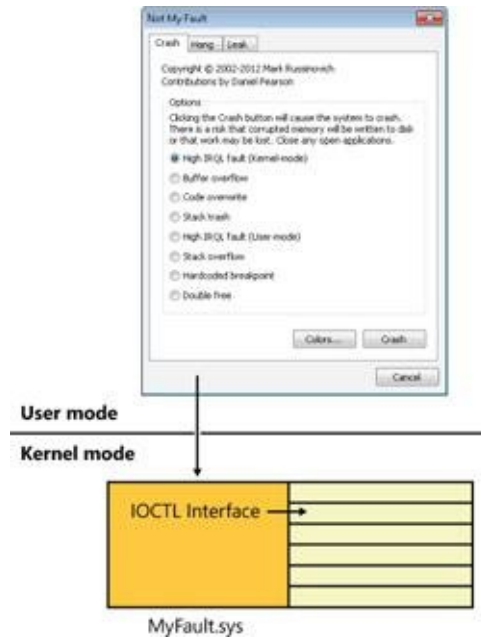 Not My Fault
Crash Hang Leak
Copyright © 2002-2012 Mark Russinovich
Contributions by Daniel Pearson
Options
Clicking the Crash button will cause the system to crash.
There is a risk that corrupted memory will be written to disk
or that work may be lost. Close any open applications.
High IRQL fault (Kernel-mode)
Buffer overflow
Code overwrite
Stack trash
High IRQL fault (User-mode)
Stack overflow
Hardcoded breakpoint
Double free
Colors... Crash
Cancel
User mode
Kernel mode
IOCTL Interface
MyFault.sys